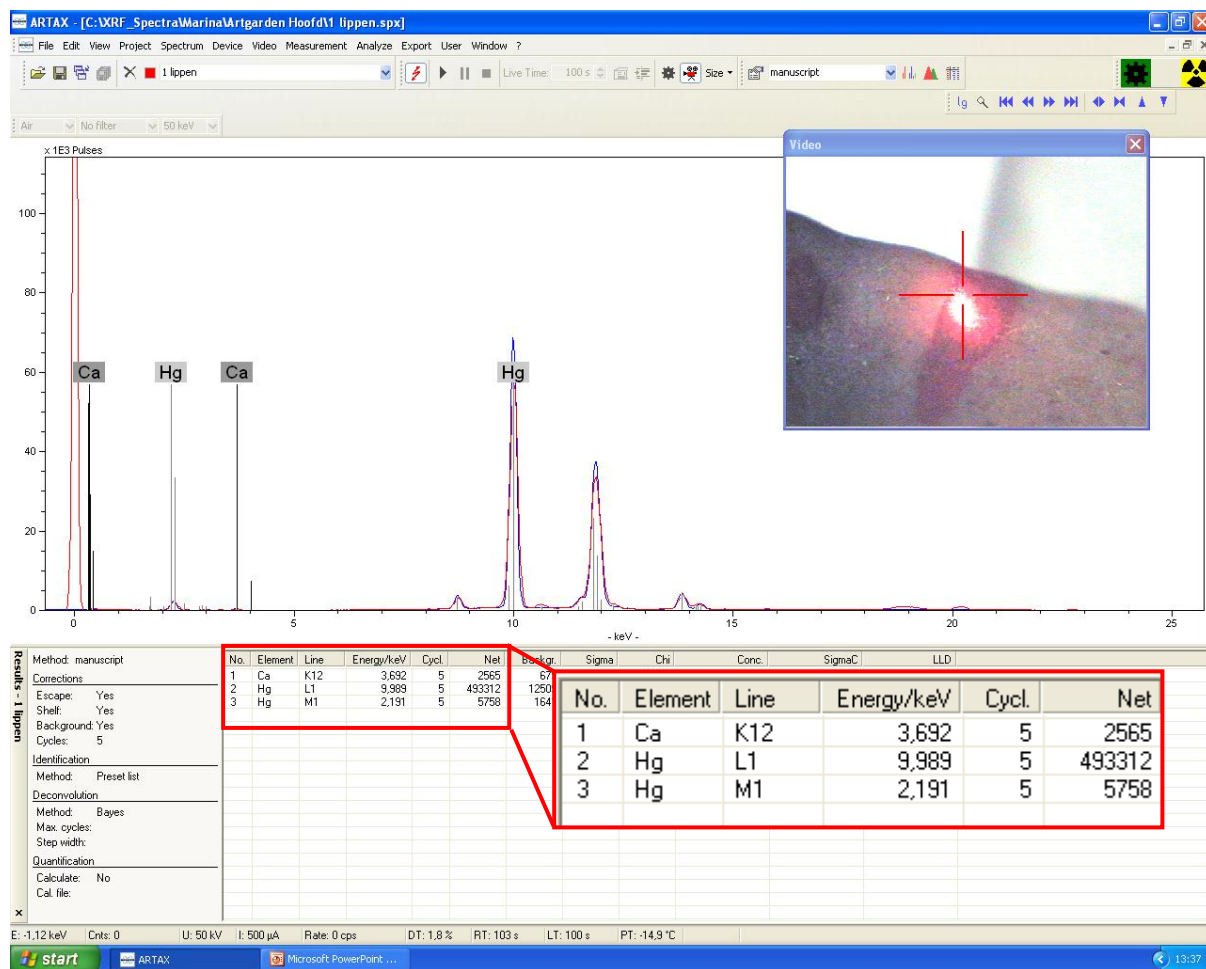 ARTAX - [C:\XRF_Spectra\Marina\Artgarden Hoofd\1 lippen.spx]
File Edit View Project Spectrum Device Video Measurement Analyze Export User Window ?
1 lippen Live Time: 100 s Size manuscript
lg
Air No filter 50 keV
x 1E3 Pulses
Video
100
80
60
40
20
0
Ca Hg Ca Hg
0 5 10 15 20 25
- keV -
Results - 1 lippen
Method: manuscript
Corrections
Escape: Yes
Shelf: Yes
Background: Yes
Cycles: 5
Identification
Method: Preset list
Deconvolution
Method: Bayes
Max. cycles:
Step width:
Quantification
Calculate: No
Cal. file:
No. Element Line Energy/keV Cycl. Net Backgr. Sigma Chi Conc. SigmaC LLD
1 Ca K12 3,692 5 2565
2 Hg L1 9,989 5 493312
3 Hg M1 2,191 5 5758
No. Element Line Energy/keV Cycl. Net
1 Ca K12 3,692 5 2565
2 Hg L1 9,989 5 493312
3 Hg M1 2,191 5 5758
E: -1,12 keV Cnts: 0 U: 50 kV I: 500 µA Rate: 0 cps DT: 1,8 % RT: 103 s LT: 100 s PT: -14,9 °C
start ARTAX Microsoft PowerPoint ... 13:37